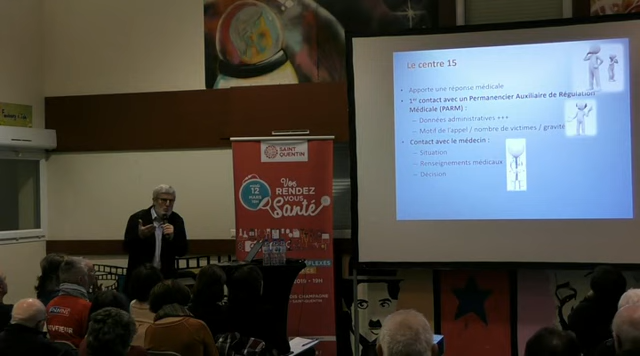 Le centre 15
• Apporte une réponse médicale
• 1er contact avec un Permanencier Auxiliaire de Régulation
Médicale (PARM) :
– Données administratives +++
– Motif de l'appel / nombre de victimes / gravité
• Contact avec le médecin :
– Situation
– Renseignements médicaux
– Décision
SAINT
QUENTIN
12
MARS
Vos
RENDEZ
VOUS
Santé